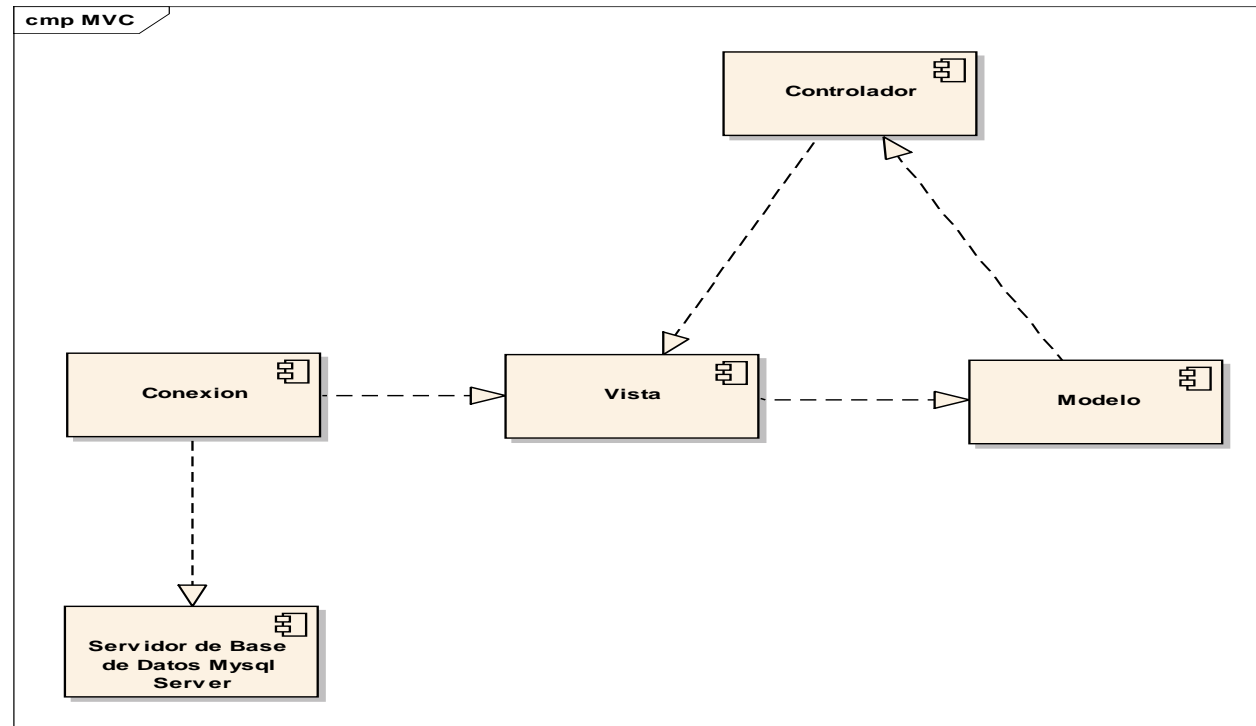 cmp MVC
Controlador
Conexion
Vista
Modelo
Servidor de Base
de Datos Mysql
Server